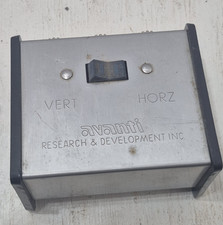 VERT HORZ
avanti
RESEARCH & DEVELOPMENT INC